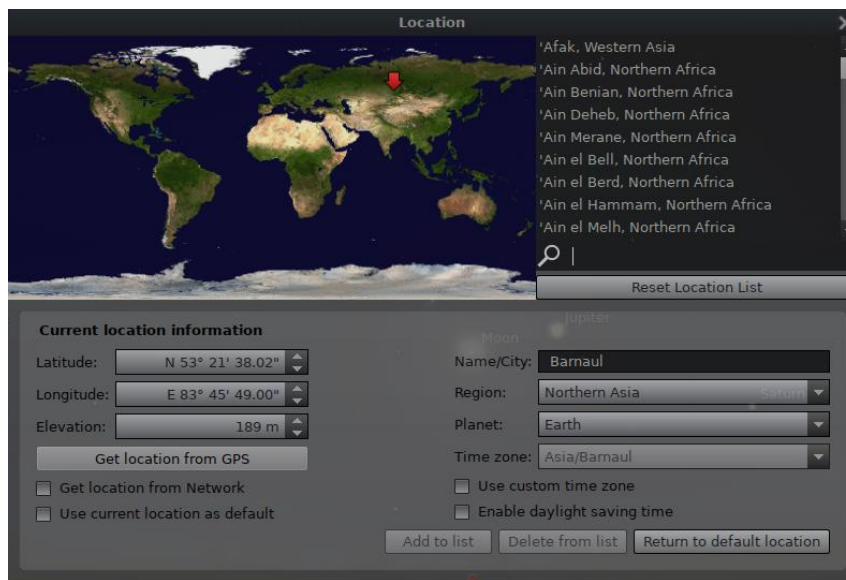 Location
'Afak, Western Asia
'Ain Abid, Northern Africa
'Ain Benian, Northern Africa
'Ain Deheb, Northern Africa
'Ain Merane, Northern Africa
'Ain el Bell, Northern Africa
'Ain el Berd, Northern Africa
'Ain el Hammam, Northern Africa
'Ain el Melh, Northern Africa
Reset Location List
Jupiter
Moon
Current location information
Latitude: N 53° 21' 38.02"
Longitude: E 83° 45' 49.00"
Elevation: 189 m
Get location from GPS
Get location from Network
Use current location as default
Name/City: Barnaul
Region: Northern Asia
Saturn
Planet: Earth
Time zone: Asia/Barnaul
Use custom time zone
Enable daylight saving time
Add to list Delete from list Return to default location